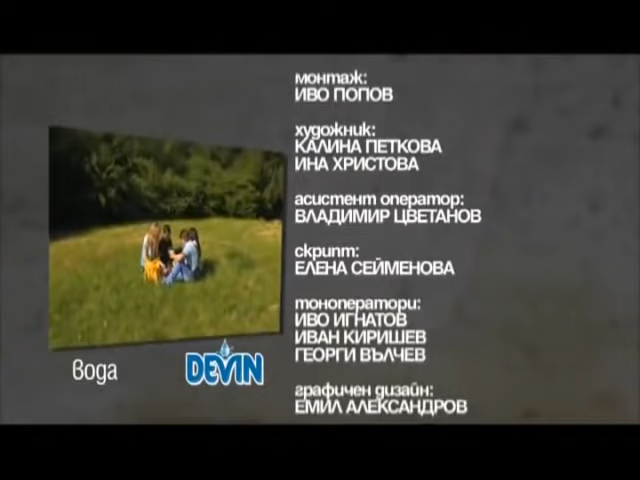 монтаж:
ИВО ПОПОВ
художник:
КАЛИНА ПЕТКОВА
ИНА ХРИСТОВА
асистент оператор:
ВЛАДИМИР ЦВЕТАНОВ
скрипт:
ЕЛЕНА СЕЙМЕНОВА
тоноператори:
ИВО ИГНАТОВ
ИВАН КИРИШЕВ
ГЕОРГИ ВЪЛЧЕВ
графичен дизайн:
ЕМИЛ АЛЕКСАНДРОВ
вода
DEVIN